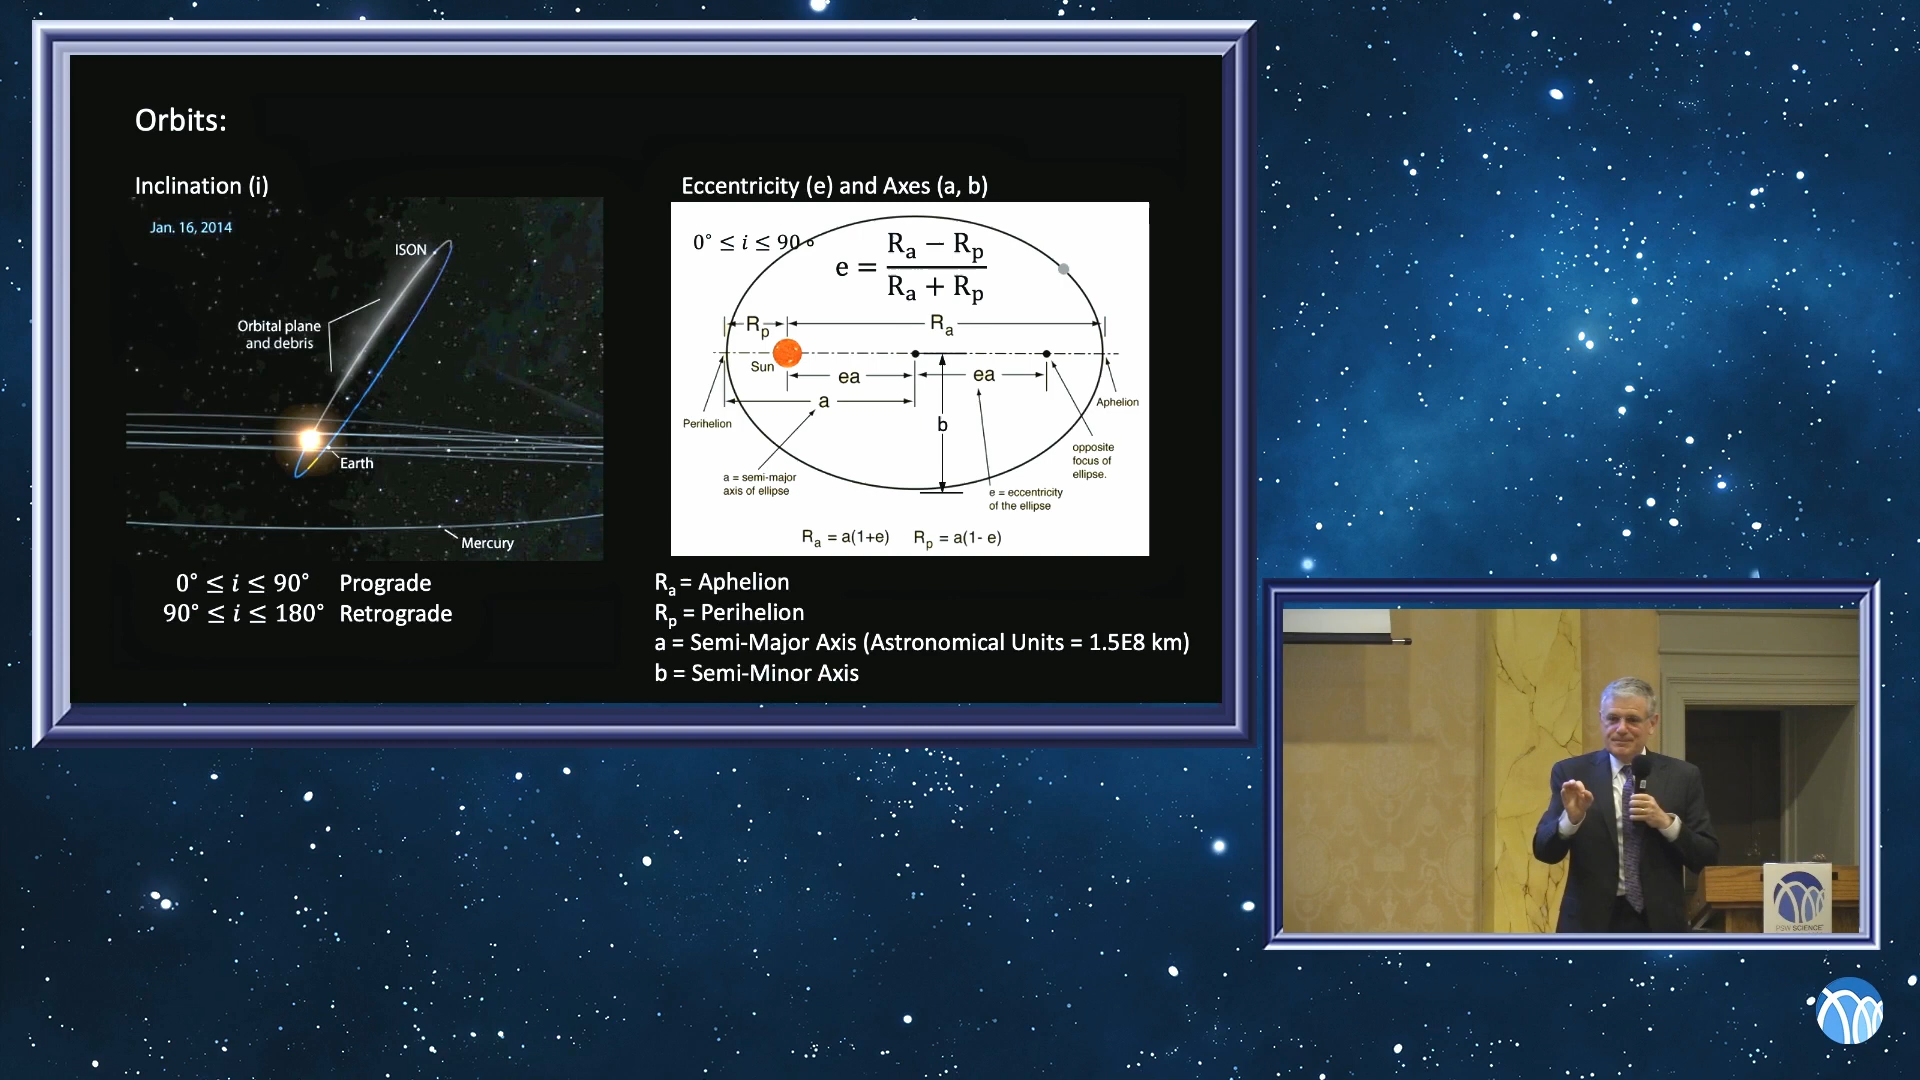 Orbits:
Inclination (i)
Jan. 16, 2014
ISON
Orbital plane
and debris
Earth
Mercury
0° ≤ i ≤ 90° Prograde
90° ≤ i ≤ 180° Retrograde
Eccentricity (e) and Axes (a, b)
0° ≤ i ≤ 90°
e = (Ra − Rp) / (Ra + Rp)
Rp
Ra
Sun
ea
ea
a
b
Perihelion
Aphelion
a = semi-major
axis of ellipse
opposite
focus of
ellipse.
e = eccentricity
of the ellipse
Ra = a(1+e) Rp = a(1- e)
Ra = Aphelion
Rp = Perihelion
a = Semi-Major Axis (Astronomical Units = 1.5E8 km)
b = Semi-Minor Axis
PSW SCIENCE